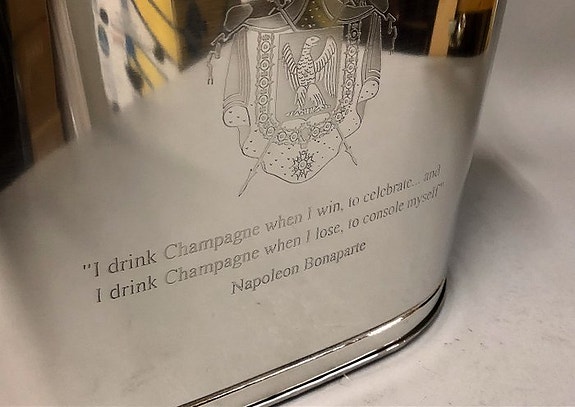 "I drink Champagne when I win, to celebrate... and
I drink Champagne when I lose, to console myself"
Napoleon Bonaparte